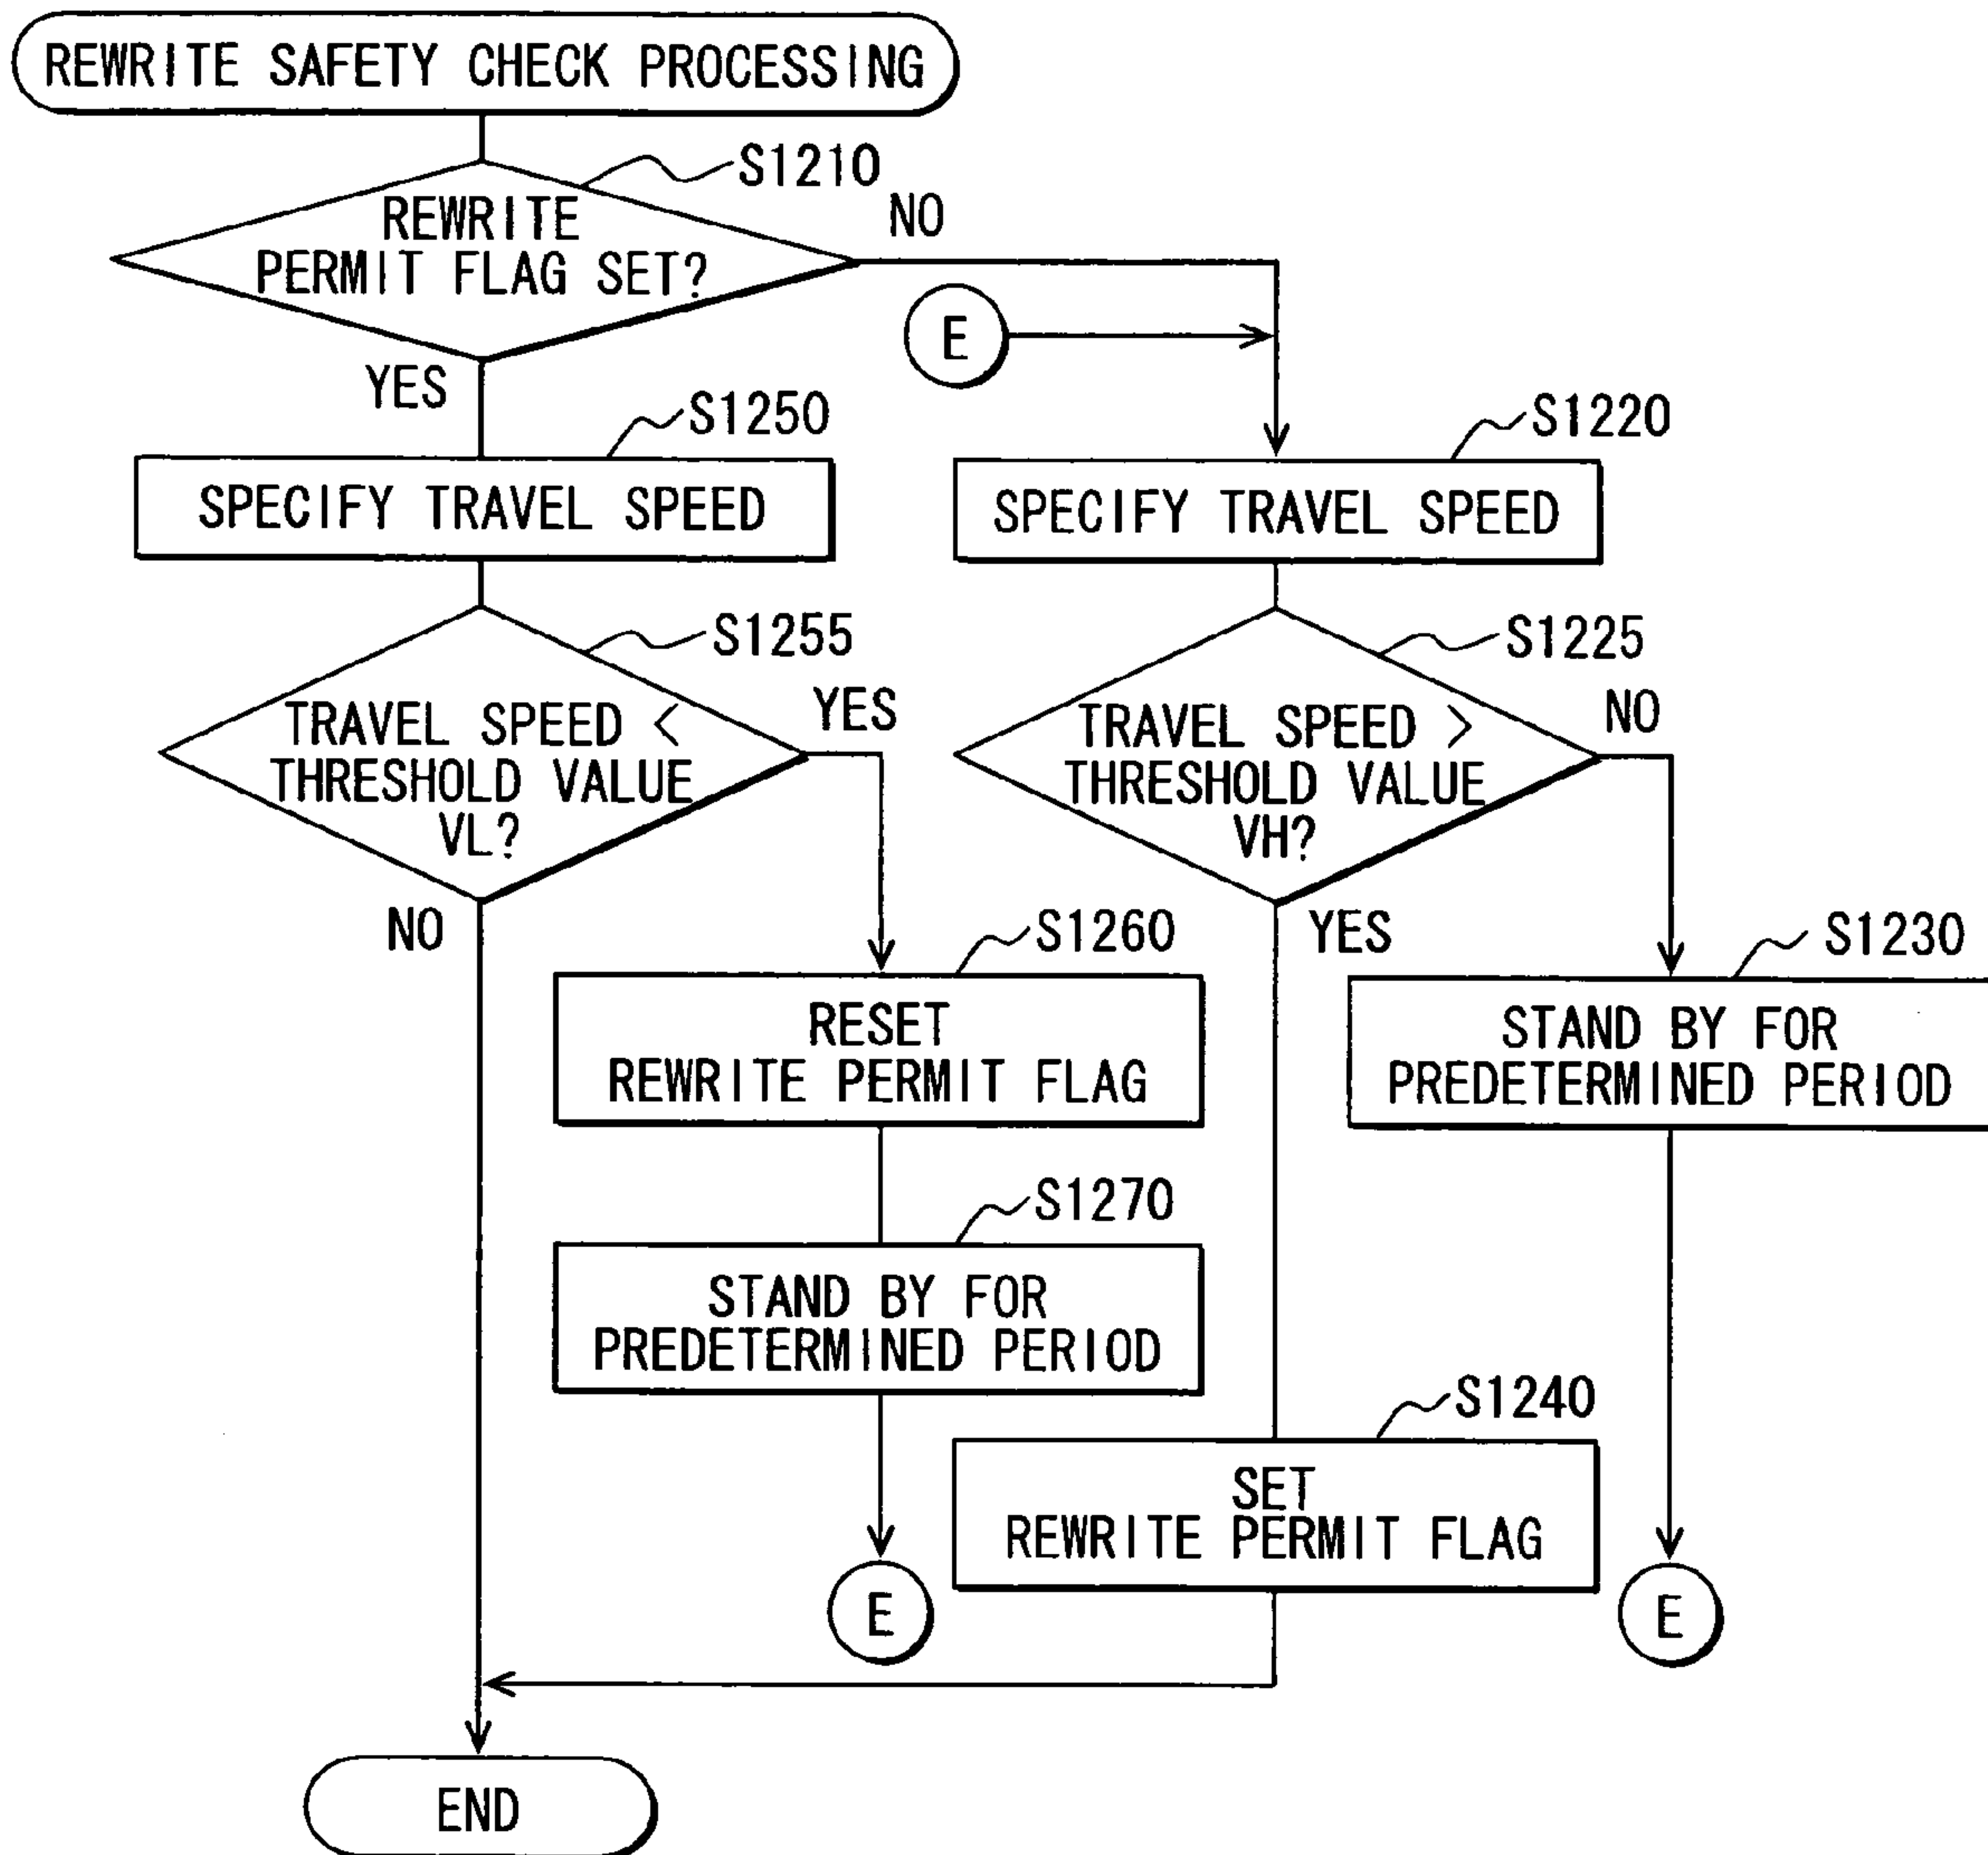 REWRITE SAFETY CHECK PROCESSING
S1210
REWRITE
PERMIT FLAG SET?
NO
E
YES
S1250
SPECIFY TRAVEL SPEED
S1220
SPECIFY TRAVEL SPEED
S1255
TRAVEL SPEED <
THRESHOLD VALUE
VL?
YES
NO
S1225
TRAVEL SPEED >
THRESHOLD VALUE
VH?
NO
YES
S1260
RESET
REWRITE PERMIT FLAG
S1230
STAND BY FOR
PREDETERMINED PERIOD
S1270
STAND BY FOR
PREDETERMINED PERIOD
S1240
SET
REWRITE PERMIT FLAG
E
E
END